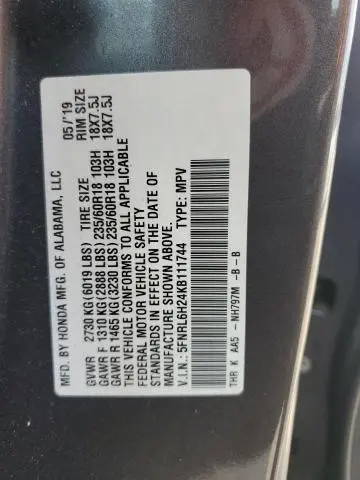 MFD. BY HONDA MFG. OF ALABAMA, LLC 05/'19
TIRE SIZE RIM SIZE
GVWR 2730 KG(6019 LBS)
GAWR F 1310 KG(2888 LBS) 235/60R18 103H 18X7.5J
GAWR R 1465 KG(3230 LBS) 235/60R18 103H 18X7.5J
THIS VEHICLE CONFORMS TO ALL APPLICABLE
FEDERAL MOTOR VEHICLE SAFETY
STANDARDS IN EFFECT ON THE DATE OF
MANUFACTURE SHOWN ABOVE.
V.I.N.: 5FNRL6H24KB111744 TYPE: MPV
THR K AA5 -NH797M -B-B